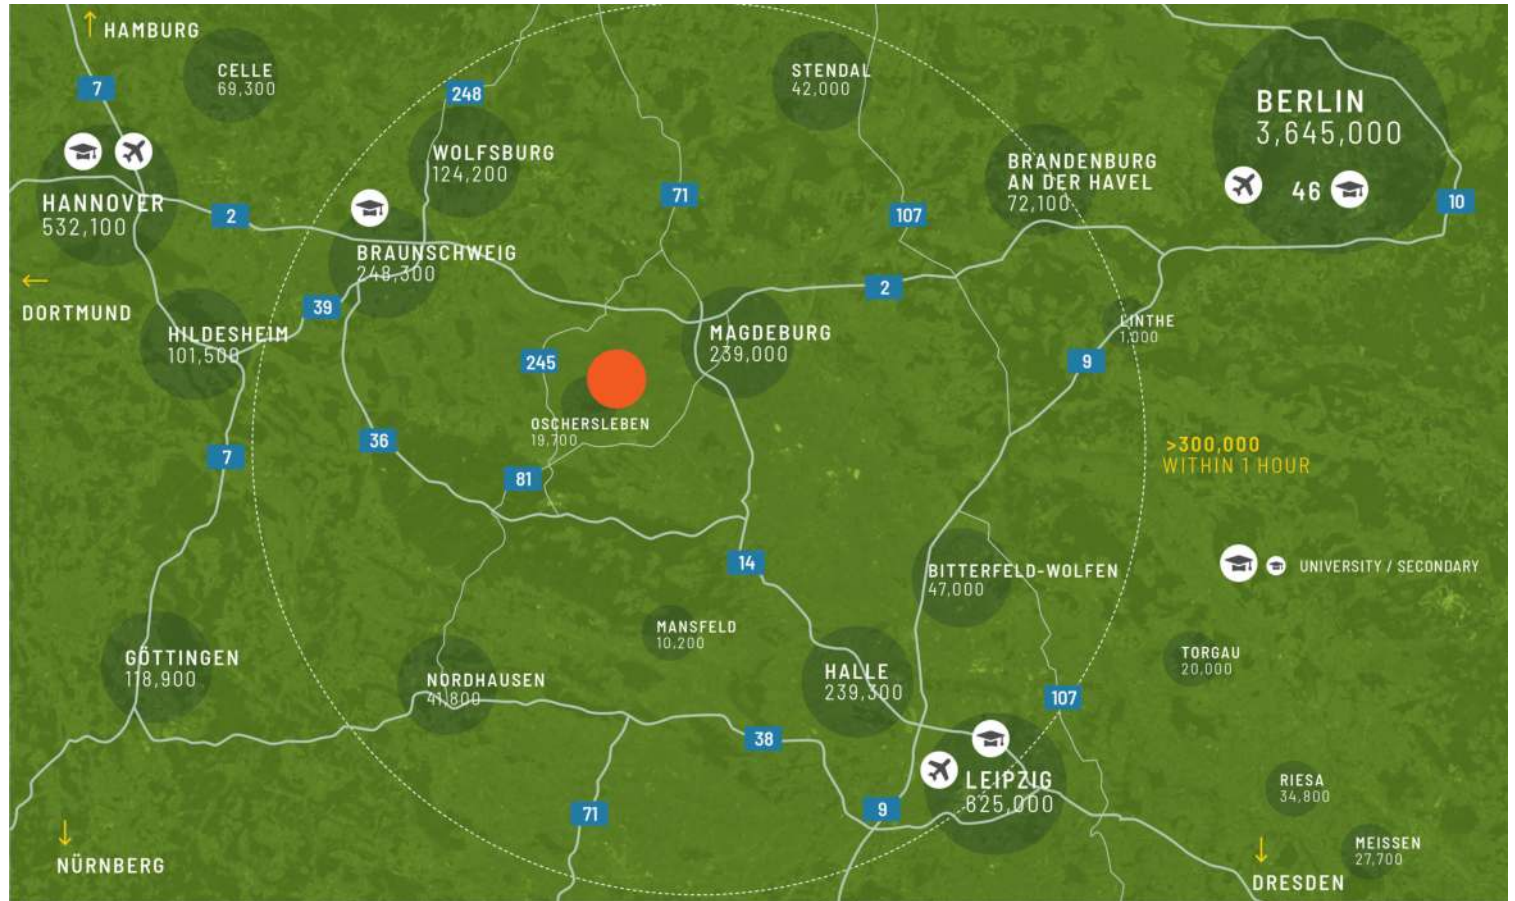 HAMBURG
CELLE
69,300
7
248
STENDAL
42,000
BERLIN
3,645,000
46
10
WOLFSBURG
124,200
BRANDENBURG
AN DER HAVEL
72,100
HANNOVER
532,100
2
71
107
BRAUNSCHWEIG
248,300
DORTMUND
39
2
HILDESHEIM
101,500
MAGDEBURG
239,000
LINTHE
1,000
245
9
OSCHERSLEBEN
19,700
36
7
81
>300,000
WITHIN 1 HOUR
14
BITTERFELD-WOLFEN
47,000
UNIVERSITY / SECONDARY
MANSFELD
10,200
GÖTTINGEN
118,900
NORDHAUSEN
41,800
HALLE
239,300
TORGAU
20,000
107
38
LEIPZIG
625,000
RIESA
34,800
71
9
NÜRNBERG
MEISSEN
27,700
DRESDEN